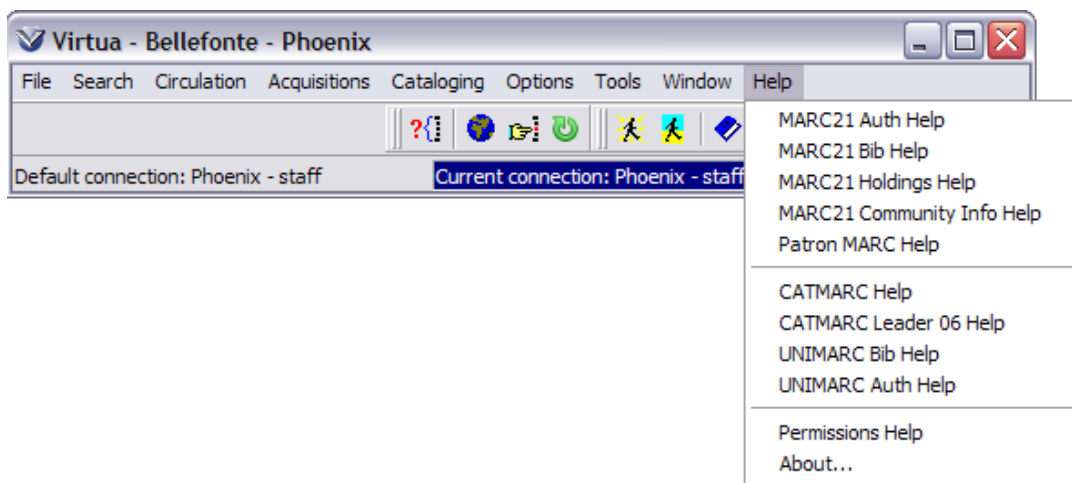 Virtua - Bellefonte - Phoenix
File Search Circulation Acquisitions Cataloging Options Tools Window Help
?{
Default connection: Phoenix - staff Current connection: Phoenix - staff
MARC21 Auth Help
MARC21 Bib Help
MARC21 Holdings Help
MARC21 Community Info Help
Patron MARC Help
CATMARC Help
CATMARC Leader 06 Help
UNIMARC Bib Help
UNIMARC Auth Help
Permissions Help
About...